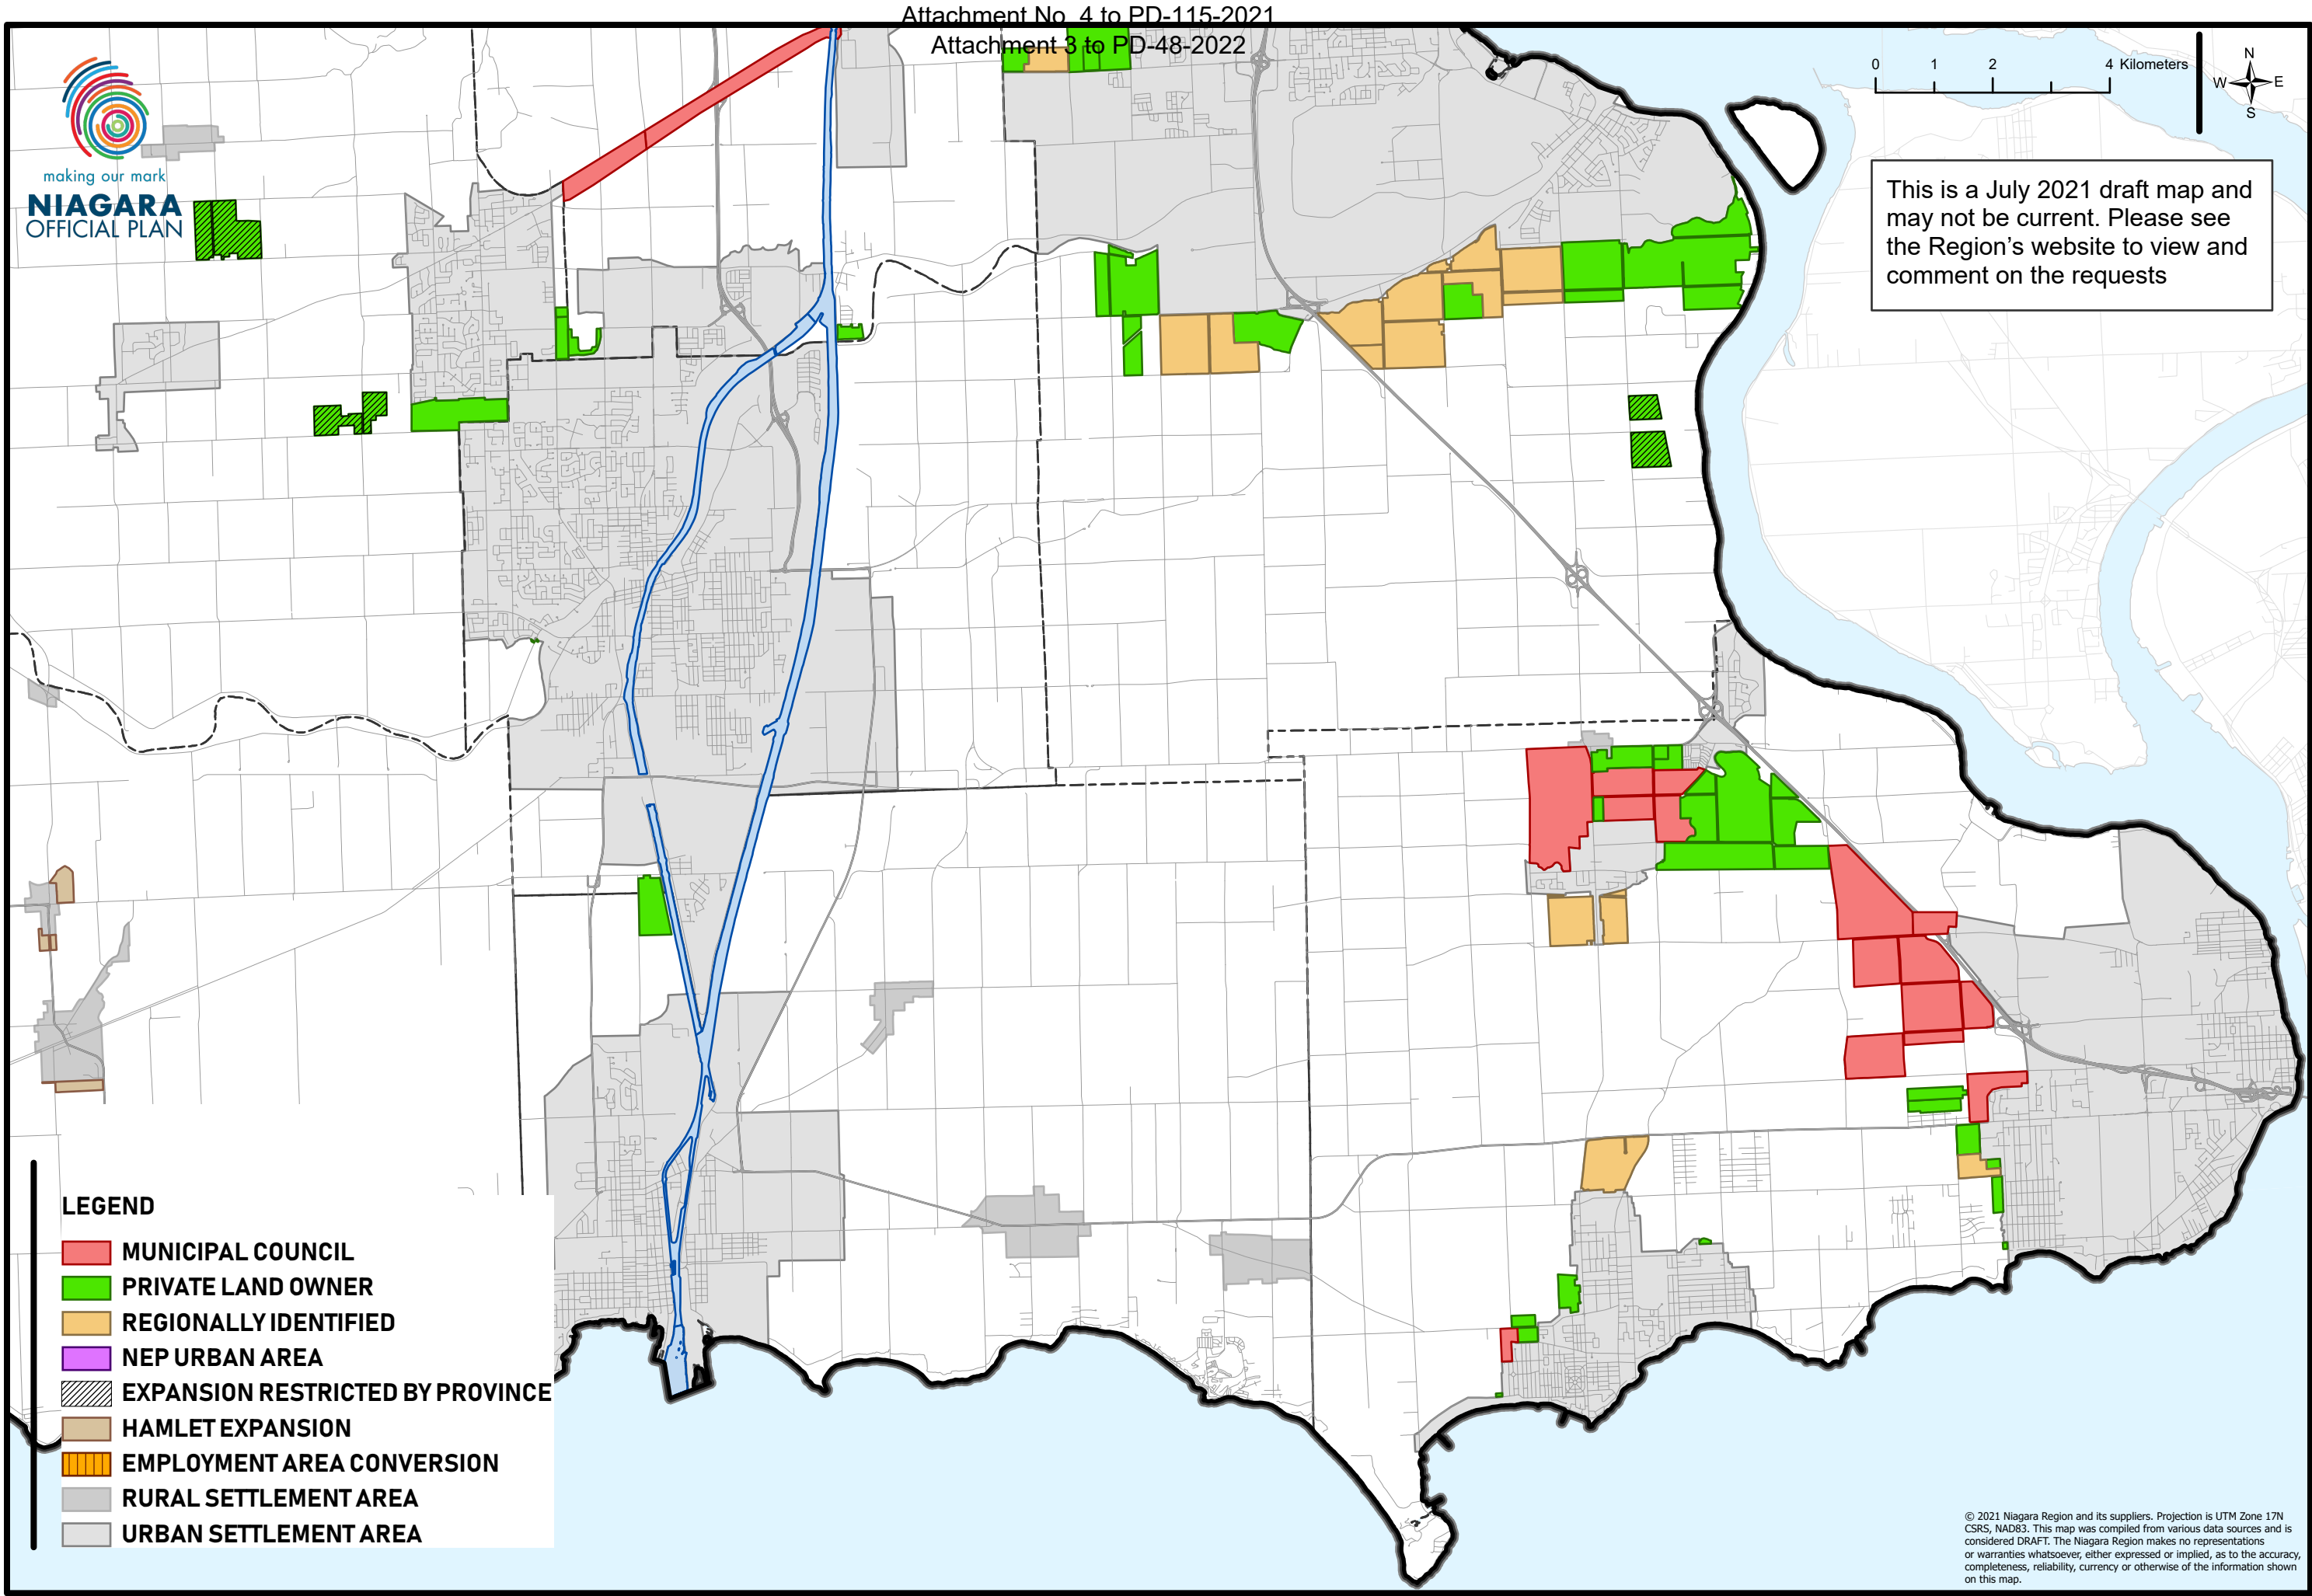 Attachment No. 4 to PD-115-2021
Attachment 3 to PD-48-2022
making our mark
NIAGARA
OFFICIAL PLAN
0 1 2 4 Kilometers
N
W E
S
This is a July 2021 draft map and
may not be current. Please see
the Region's website to view and
comment on the requests
LEGEND
MUNICIPAL COUNCIL
PRIVATE LAND OWNER
REGIONALLY IDENTIFIED
NEP URBAN AREA
EXPANSION RESTRICTED BY PROVINCE
HAMLET EXPANSION
EMPLOYMENT AREA CONVERSION
RURAL SETTLEMENT AREA
URBAN SETTLEMENT AREA
© 2021 Niagara Region and its suppliers. Projection is UTM Zone 17N
CSRS, NAD83. This map was compiled from various data sources and is
considered DRAFT. The Niagara Region makes no representations
or warranties whatsoever, either expressed or implied, as to the accuracy,
completeness, reliability, currency or otherwise of the information shown
on this map.